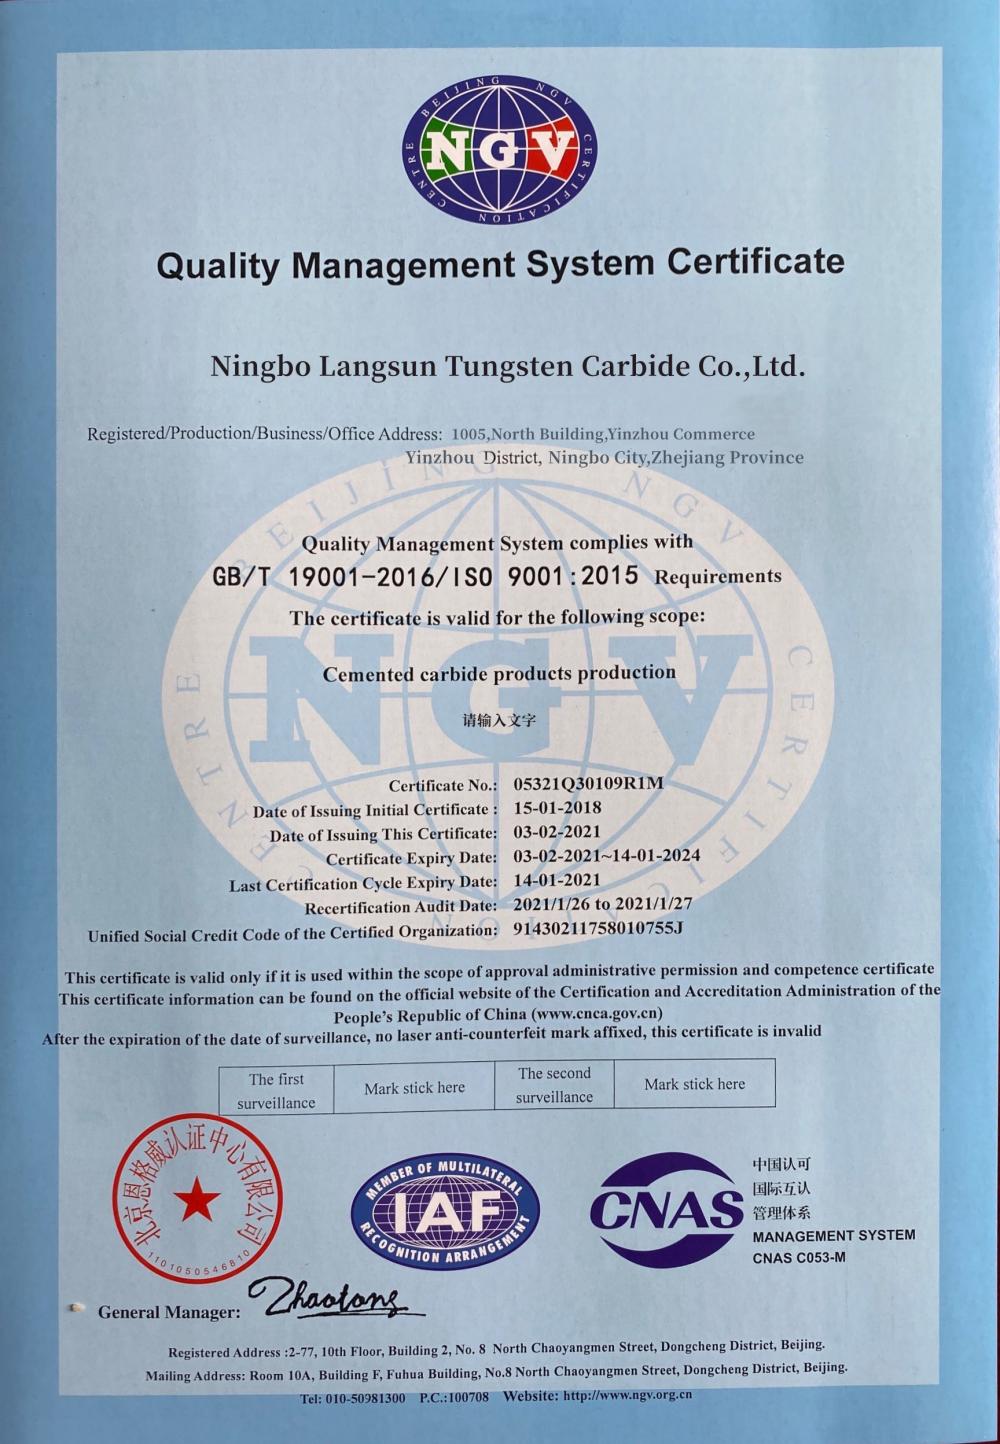 BEIJING NGV CERTIFICATION CENTRE
NGV
Quality Management System Certificate
Ningbo Langsun Tungsten Carbide Co.,Ltd.
Registered/Production/Business/Office Address: 1005,North Building,Yinzhou Commerce
Yinzhou District, Ningbo City,Zhejiang Province
BEIJING NGV CERTIFICATION CENTRE
NGV
Quality Management System complies with
GB/T 19001-2016/ISO 9001:2015 Requirements
The certificate is valid for the following scope:
Cemented carbide products production
请输入文字
Certificate No.: 05321Q30109R1M
Date of Issuing Initial Certificate : 15-01-2018
Date of Issuing This Certificate: 03-02-2021
Certificate Expiry Date: 03-02-2021~14-01-2024
Last Certification Cycle Expiry Date: 14-01-2021
Recertification Audit Date: 2021/1/26 to 2021/1/27
Unified Social Credit Code of the Certified Organization: 91430211758010755J
This certificate is valid only if it is used within the scope of approval administrative permission and competence certificate
This certificate information can be found on the official website of the Certification and Accreditation Administration of the
People's Republic of China (www.cnca.gov.cn)
After the expiration of the date of surveillance, no laser anti-counterfeit mark affixed, this certificate is invalid
The first surveillance Mark stick here The second surveillance Mark stick here
北京恩格威认证中心有限公司
1101050546810
MEMBER OF MULTILATERAL
IAF
RECOGNITION ARRANGEMENT
CNAS
中国认可
国际互认
管理体系
MANAGEMENT SYSTEM
CNAS C053-M
General Manager: Zhaotong
Registered Address :2-77, 10th Floor, Building 2, No. 8 North Chaoyangmen Street, Dongcheng District, Beijing.
Mailing Address: Room 10A, Building F, Fuhua Building, No.8 North Chaoyangmen Street, Dongcheng District, Beijing.
Tel: 010-50981300 P.C.:100708 Website: http://www.ngv.org.cn